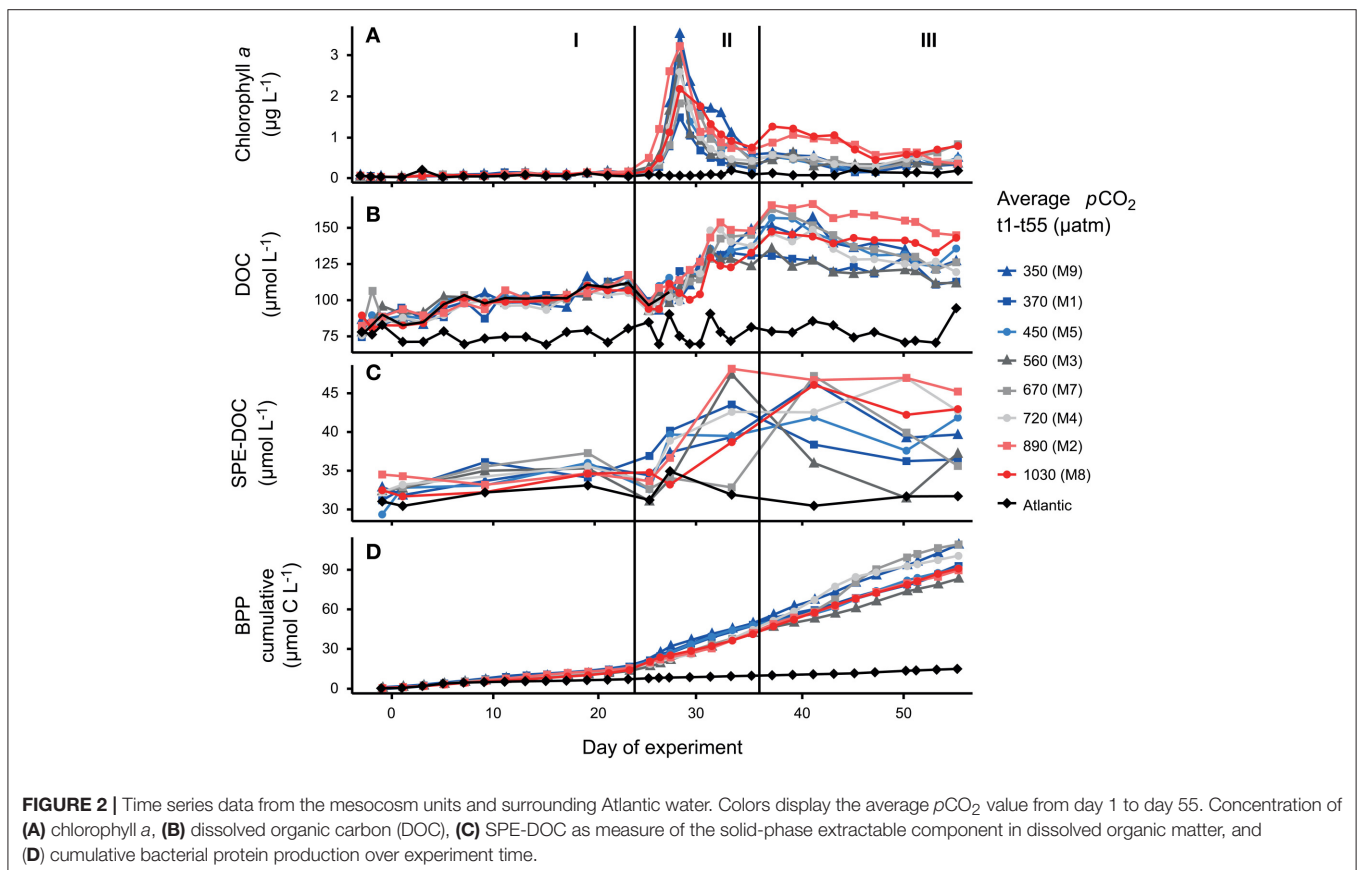 A
I
II
III
Chlorophyll a
(µg L-1)
3
2
1
0
B
DOC
(µmol L-1)
150
125
100
75
C
SPE-DOC
(µmol L-1)
45
40
35
30
D
BPP
cumulative
(µmol C L-1)
90
60
30
0
0 10 20 30 40 50
Day of experiment
Average pCO2
t1-t55 (µatm)
350 (M9)
370 (M1)
450 (M5)
560 (M3)
670 (M7)
720 (M4)
890 (M2)
1030 (M8)
Atlantic
FIGURE 2 | Time series data from the mesocosm units and surrounding Atlantic water. Colors display the average pCO2 value from day 1 to day 55. Concentration of
(A) chlorophyll a, (B) dissolved organic carbon (DOC), (C) SPE-DOC as measure of the solid-phase extractable component in dissolved organic matter, and
(D) cumulative bacterial protein production over experiment time.